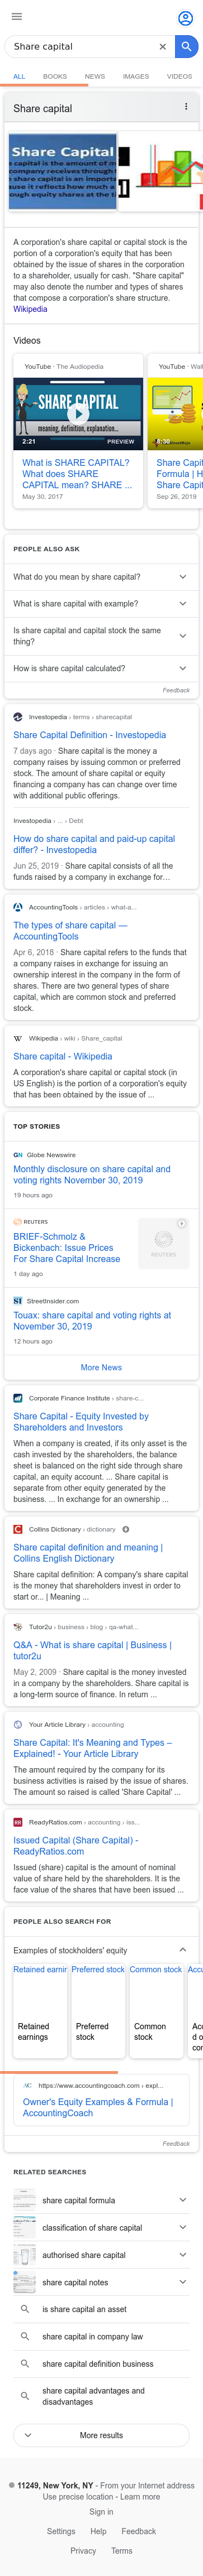 Share capital
ALL BOOKS NEWS IMAGES VIDEOS
Share capital
Share Capital
company receives through
use it reflects how much a
ough equity shares at the t
A corporation's share capital or capital stock is the
portion of a corporation's equity that has been
obtained by the issue of shares in the corporation
to a shareholder, usually for cash. "Share capital"
may also denote the number and types of shares
that compose a corporation's share structure.
Wikipedia
Videos
YouTube · The Audiopedia
SHARE CAPITAL
meaning, definition,explanation...
2:21
PREVIEW
What is SHARE CAPITAL?
What does SHARE
CAPITAL mean? SHARE ...
May 30, 2017
YouTube · Wal
Share Capi
Formula | H
Share Capit
Sep 26, 2019
PEOPLE ALSO ASK
What do you mean by share capital?
What is share capital with example?
Is share capital and capital stock the same
thing?
How is share capital calculated?
Feedback
Investopedia › terms › sharecapital
Share Capital Definition - Investopedia
7 days ago · Share capital is the money a
company raises by issuing common or preferred
stock. The amount of share capital or equity
financing a company has can change over time
with additional public offerings.
Investopedia › ... › Debt
How do share capital and paid-up capital
differ? - Investopedia
Jun 25, 2019 · Share capital consists of all the
funds raised by a company in exchange for…
AccountingTools › articles › what-a...
The types of share capital —
AccountingTools
Apr 6, 2018 · Share capital refers to the funds that
a company raises in exchange for issuing an
ownership interest in the company in the form of
shares. There are two general types of share
capital, which are common stock and preferred
stock.
W Wikipedia › wiki › Share_capital
Share capital - Wikipedia
A corporation's share capital or capital stock (in
US English) is the portion of a corporation's equity
that has been obtained by the issue of ...
TOP STORIES
GN Globe Newswire
Monthly disclosure on share capital and
voting rights November 30, 2019
19 hours ago
REUTERS
BRIEF-Schmolz &
Bickenbach: Issue Prices
For Share Capital Increase
REUTERS
1 day ago
SI StreetInsider.com
Touax: share capital and voting rights at
November 30, 2019
12 hours ago
More News
Corporate Finance Institute › share-c...
Share Capital - Equity Invested by
Shareholders and Investors
When a company is created, if its only asset is the
cash invested by the shareholders, the balance
sheet is balanced on the right side through share
capital, an equity account. ... Share capital is
separate from other equity generated by the
business. ... In exchange for an ownership ...
C Collins Dictionary › dictionary
Share capital definition and meaning |
Collins English Dictionary
Share capital definition: A company's share capital
is the money that shareholders invest in order to
start or... | Meaning ...
Tutor2u › business › blog › qa-what...
Q&A - What is share capital | Business |
tutor2u
May 2, 2009 · Share capital is the money invested
in a company by the shareholders. Share capital is
a long-term source of finance. In return ...
Your Article Library › accounting
Share Capital: It's Meaning and Types –
Explained! - Your Article Library
The amount required by the company for its
business activities is raised by the issue of shares.
The amount so raised is called 'Share Capital' ...
RR ReadyRatios.com › accounting › iss...
Issued Capital (Share Capital) -
ReadyRatios.com
Issued (share) capital is the amount of nominal
value of share held by the shareholders. It is the
face value of the shares that have been issued ...
PEOPLE ALSO SEARCH FOR
Examples of stockholders' equity
Retained earnin Preferred stock Common stock Accu
Retained
earnings
Preferred
stock
Common
stock
Acc
d o
cor
AC https://www.accountingcoach.com › expl...
Owner's Equity Examples & Formula |
AccountingCoach
Feedback
RELATED SEARCHES
share capital formula
classification of share capital
authorised share capital
share capital notes
is share capital an asset
share capital in company law
share capital definition business
share capital advantages and
disadvantages
More results
11249, New York, NY - From your Internet address
Use precise location - Learn more
Sign in
Settings Help Feedback
Privacy Terms